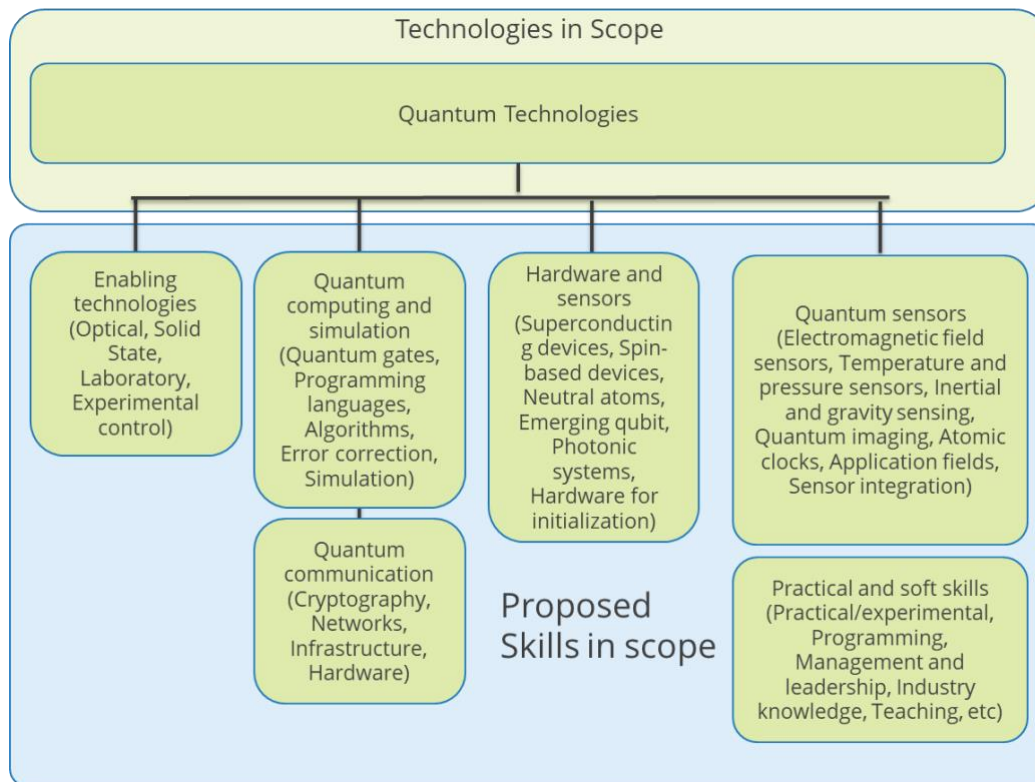 Technologies in Scope
Quantum Technologies
Enabling
technologies
(Optical, Solid
State,
Laboratory,
Experimental
control)
Quantum
computing and
simulation
(Quantum gates,
Programming
languages,
Algorithms,
Error correction,
Simulation)
Hardware and
sensors
(Superconductin
g devices, Spin-
based devices,
Neutral atoms,
Emerging qubit,
Photonic
systems,
Hardware for
initialization)
Quantum sensors
(Electromagnetic field
sensors, Temperature and
pressure sensors, Inertial
and gravity sensing,
Quantum imaging, Atomic
clocks, Application fields,
Sensor integration)
Quantum
communication
(Cryptography,
Networks,
Infrastructure,
Hardware)
Proposed
Skills in scope
Practical and soft skills
(Practical/experimental,
Programming,
Management and
leadership, Industry
knowledge, Teaching, etc)